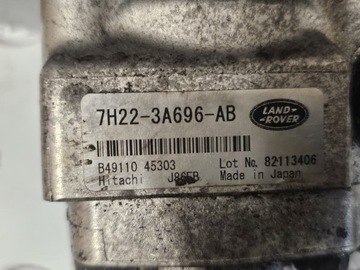 7H22-3A696-AB
LAND-
ROVER
B49110 45303 Lot No. 82113406
Hitachi J86FB Made in Japan